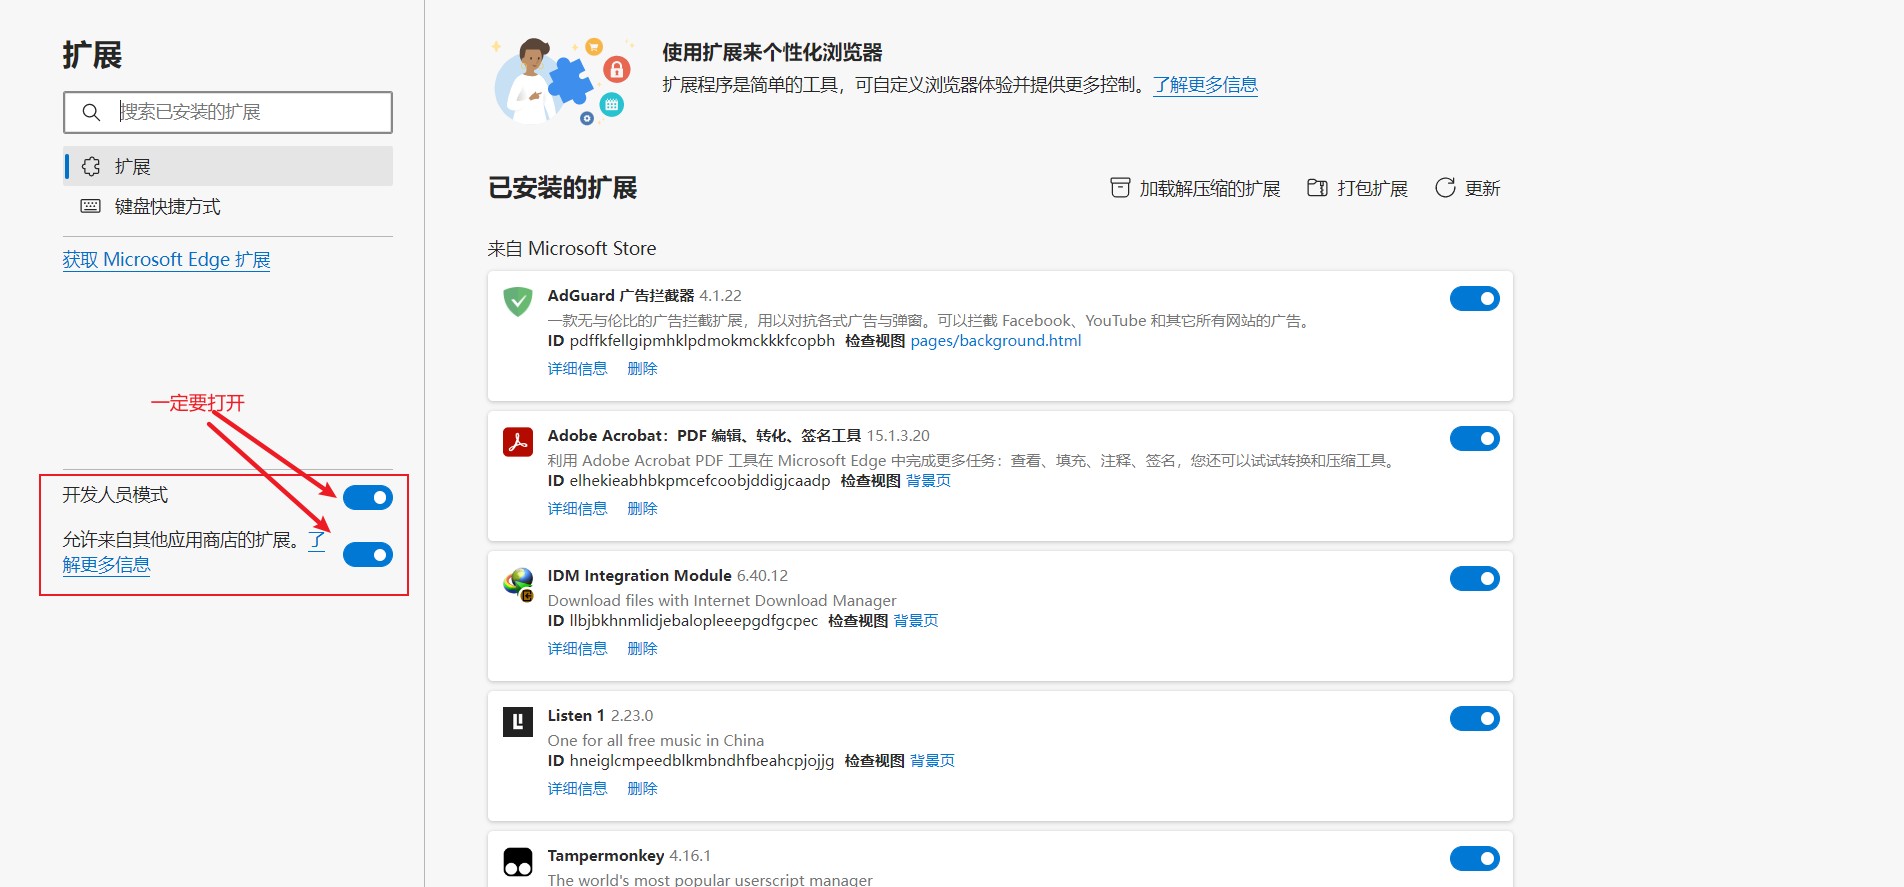 扩展
搜索已安装的扩展
扩展
键盘快捷方式
获取 Microsoft Edge 扩展
一定要打开
开发人员模式
允许来自其他应用商店的扩展。了
解更多信息
使用扩展来个性化浏览器
扩展程序是简单的工具，可自定义浏览器体验并提供更多控制。了解更多信息
已安装的扩展
加载解压缩的扩展 打包扩展 更新
来自 Microsoft Store
AdGuard 广告拦截器 4.1.22
一款无与伦比的广告拦截扩展，用以对抗各式广告与弹窗。可以拦截 Facebook、YouTube 和其它所有网站的广告。
ID pdffkfellgipmhklpdmokmckkkfcopbh 检查视图 pages/background.html
详细信息 删除
Adobe Acrobat：PDF 编辑、转化、签名工具 15.1.3.20
利用 Adobe Acrobat PDF 工具在 Microsoft Edge 中完成更多任务：查看、填充、注释、签名，您还可以试试转换和压缩工具。
ID elhekieabhbkpmcefcoobjddigjcaadp 检查视图 背景页
详细信息 删除
IDM Integration Module 6.40.12
Download files with Internet Download Manager
ID llbjbkhnmlidjebalopleeepgdfgcpec 检查视图 背景页
详细信息 删除
Listen 1 2.23.0
One for all free music in China
ID hneiglcmpeedblkmbndhfbeahcpjojjg 检查视图 背景页
详细信息 删除
Tampermonkey 4.16.1
The world's most popular userscript manager